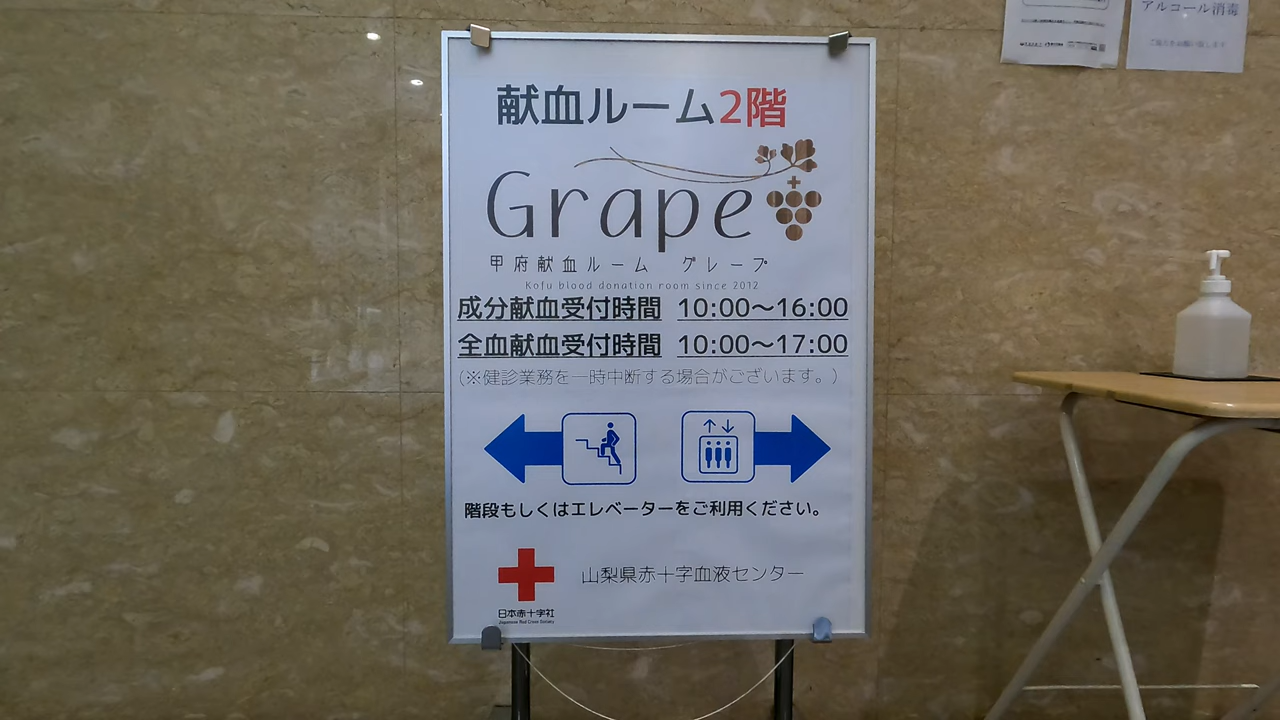 献血ルーム2階
Grape
甲府献血ルーム グレープ
Kofu blood donation room since 2012
成分献血受付時間 10:00〜16:00
全血献血受付時間 10:00〜17:00
(※健診業務を一時中断する場合がございます。)
階段もしくはエレベーターをご利用ください。
山梨県赤十字血液センター
日本赤十字社
Japanese Red Cross Society
アルコール消毒